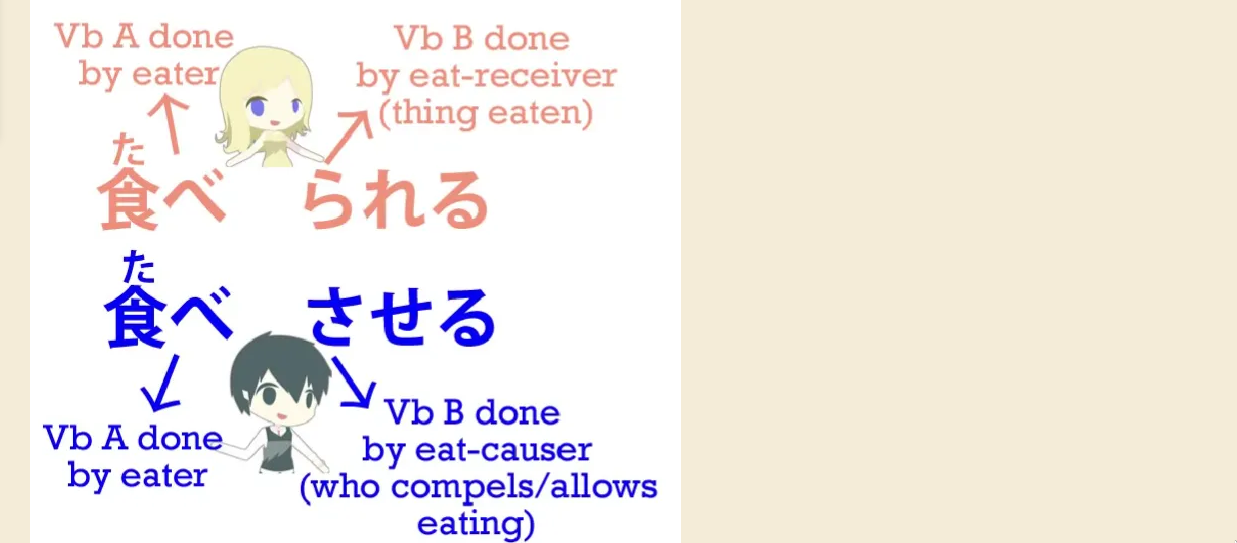 Vb A done
by eater
Vb B done
by eat-receiver
(thing eaten)
た
食べ られる
た
食べ させる
Vb A done
by eater
Vb B done
by eat-causer
(who compels/allows
eating)